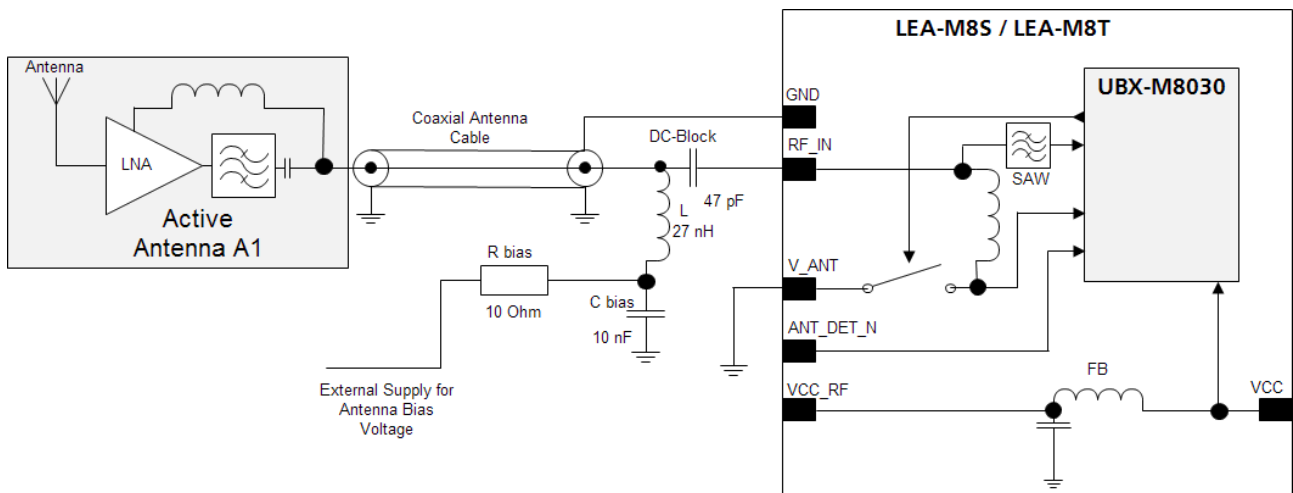 LEA-M8S / LEA-M8T
Antenna
LNA
Active
Antenna A1
Coaxial Antenna
Cable
DC-Block
47 pF
L
27 nH
R bias
10 Ohm
C bias
10 nF
External Supply for
Antenna Bias
Voltage
GND
RF_IN
V_ANT
ANT_DET_N
VCC_RF
UBX-M8030
SAW
FB
VCC